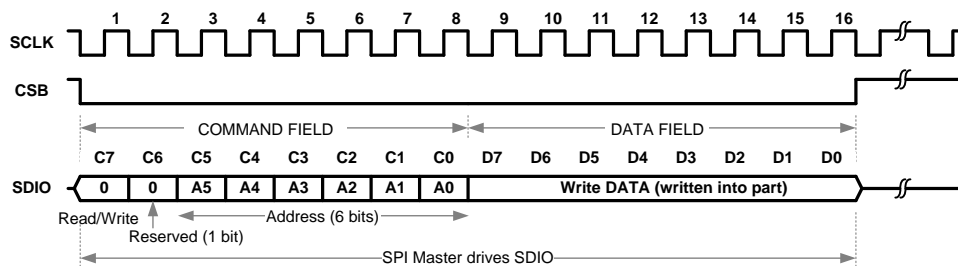 1 2 3 4 5 6 7 8 9 10 11 12 13 14 15 16
SCLK
CSB
COMMAND FIELD DATA FIELD
C7 C6 C5 C4 C3 C2 C1 C0 D7 D6 D5 D4 D3 D2 D1 D0
SDIO 0 0 A5 A4 A3 A2 A1 A0 Write DATA (written into part)
Read/Write Address (6 bits)
Reserved (1 bit)
SPI Master drives SDIO